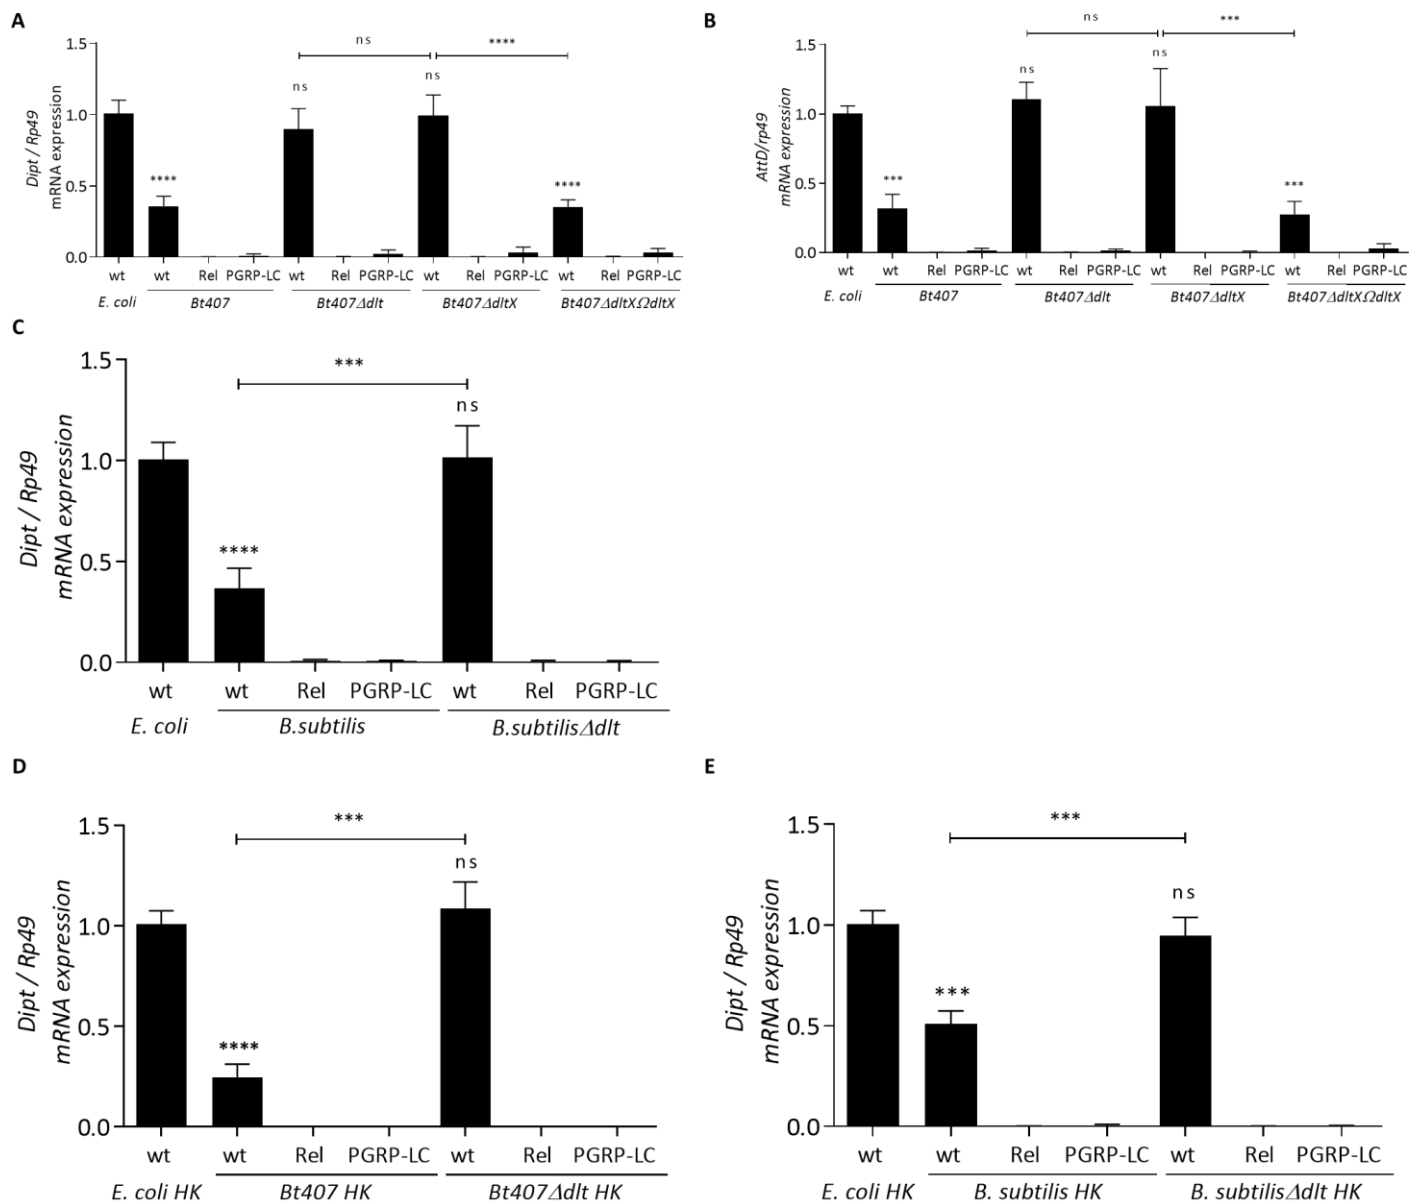 A
Dipt / Rp49
mRNA expression
1.5
1.0
0.5
0.0
ns
****
****
ns
ns
****
wt
wt
Rel
PGRP-LC
wt
Rel
PGRP-LC
wt
Rel
PGRP-LC
wt
Rel
PGRP-LC
E. coli
Bt407
Bt407Δdlt
Bt407ΔdltX
Bt407ΔdltXΩdltX
B
AttD/rp49
mRNA expression
1.5
1.0
0.5
0.0
ns
***
***
ns
ns
***
wt
wt
Rel
PGRP-LC
wt
Rel
PGRP-LC
wt
Rel
PGRP-LC
wt
Rel
PGRP-LC
E. coli
Bt407
Bt407Δdlt
Bt407ΔdltX
Bt407ΔdltXΩdltX
C
Dipt / Rp49
mRNA expression
1.5
1.0
0.5
0.0
***
****
ns
wt
wt
Rel
PGRP-LC
wt
Rel
PGRP-LC
E. coli
B.subtilis
B.subtilisΔdlt
D
Dipt / Rp49
mRNA expression
1.5
1.0
0.5
0.0
***
****
ns
wt
wt
Rel
PGRP-LC
wt
Rel
PGRP-LC
E. coli HK
Bt407 HK
Bt407Δdlt HK
E
Dipt / Rp49
mRNA expression
1.5
1.0
0.5
0.0
***
***
ns
wt
wt
Rel
PGRP-LC
wt
Rel
PGRP-LC
E. coli HK
B. subtilis HK
B. subtilisΔdlt HK